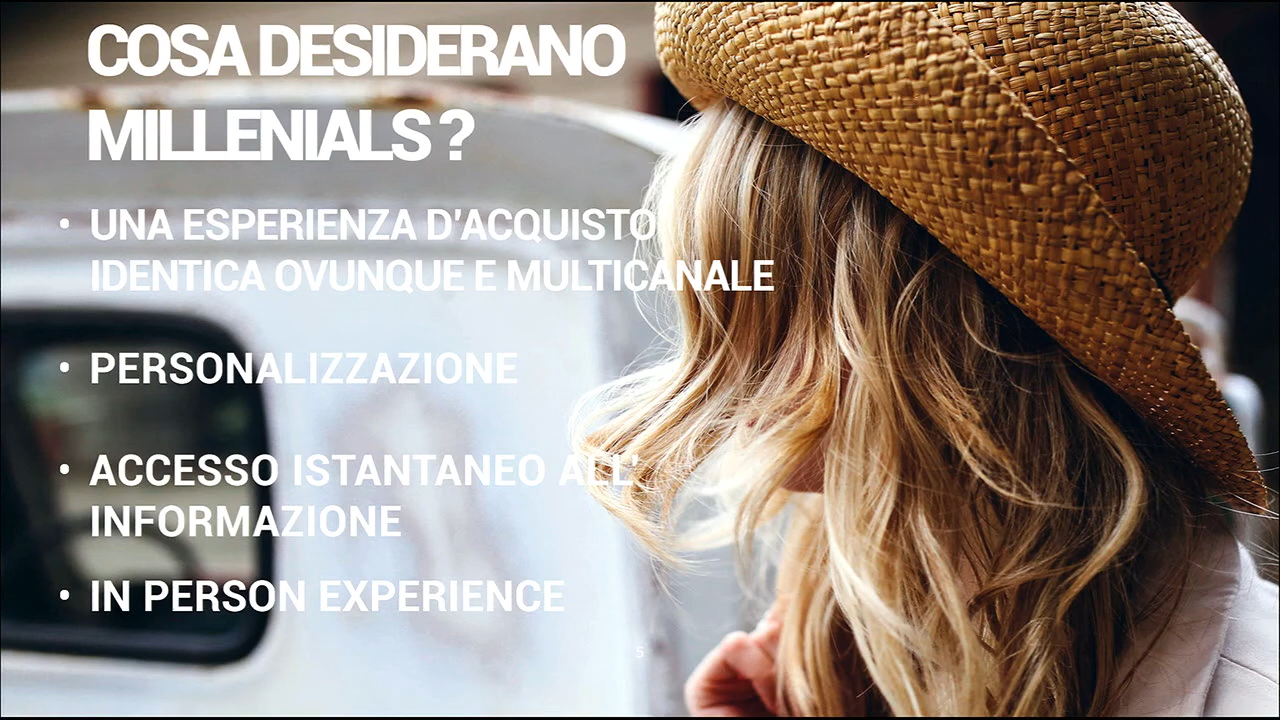 COSA DESIDERANO
MILLENIALS ?
• UNA ESPERIENZA D'ACQUISTO
IDENTICA OVUNQUE E MULTICANALE
• PERSONALIZZAZIONE
• ACCESSO ISTANTANEO ALL'
INFORMAZIONE
• IN PERSON EXPERIENCE
5